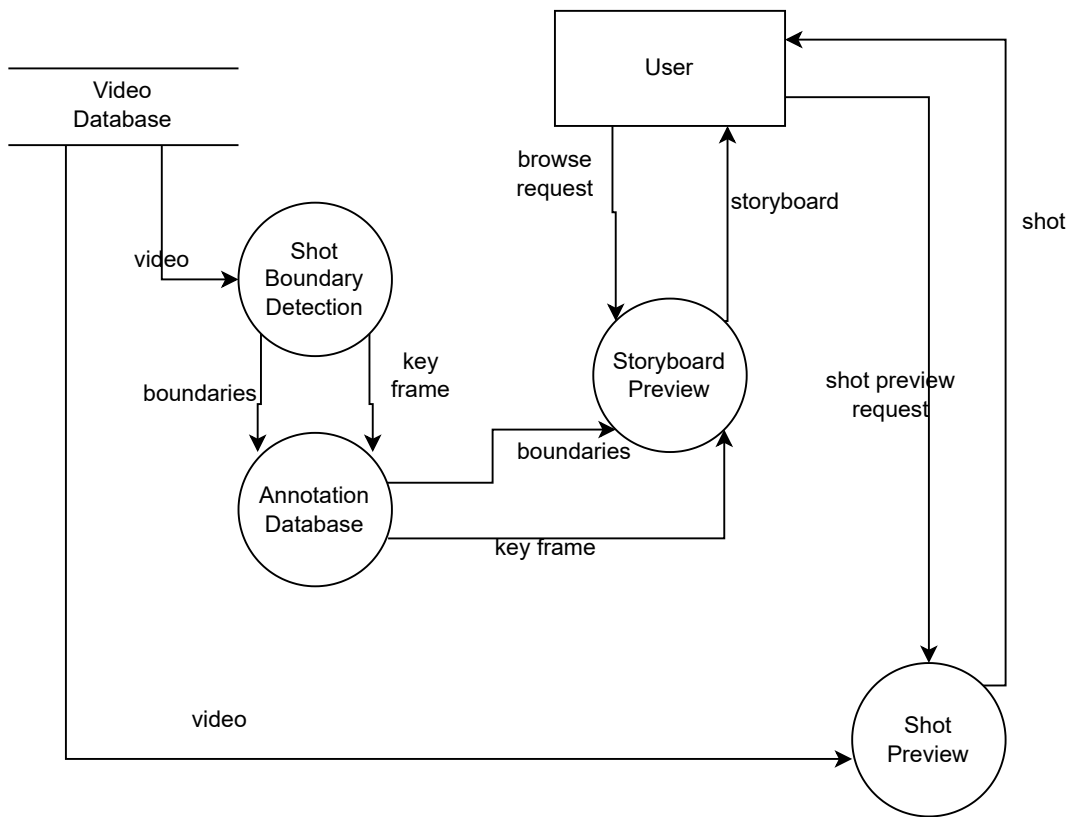 User
Video
Database
browse
request
storyboard
shot
Shot
Boundary
Detection
video
key
frame
boundaries
Storyboard
Preview
shot preview
request
boundaries
Annotation
Database
key frame
video
Shot
Preview